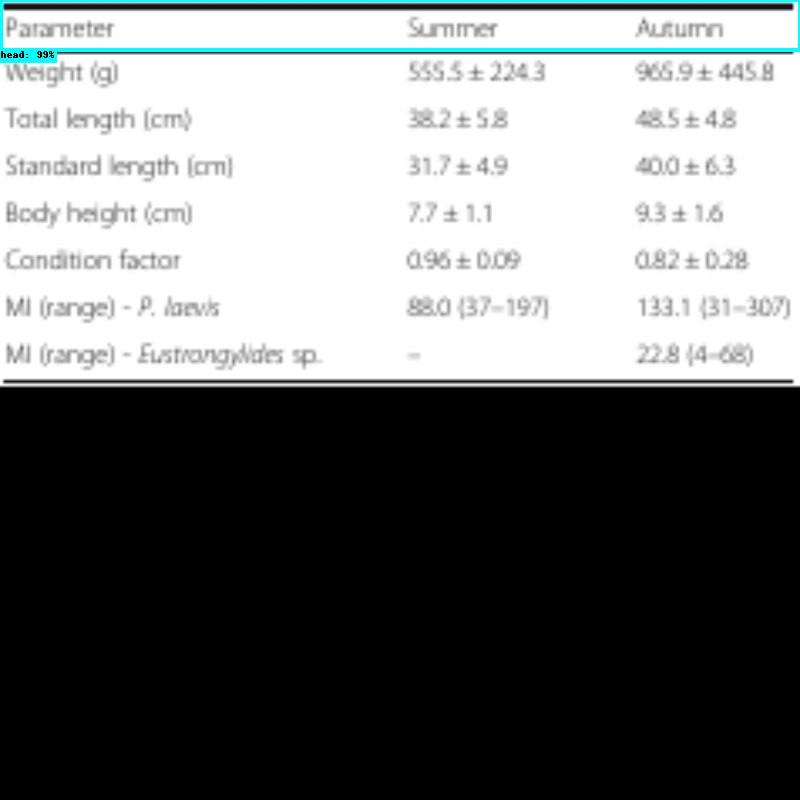 Parameter Summer Autumn
head: 99%
Weight (g) 555.5 ± 224.3 965.9 ± 445.8
Total length (cm) 38.2 ± 5.8 48.5 ± 4.8
Standard length (cm) 31.7 ± 4.9 40.0 ± 6.3
Body height (cm) 7.7 ± 1.1 9.3 ± 1.6
Condition factor 0.96 ± 0.09 0.82 ± 0.28
MI (range) - P. laevis 88.0 (37–197) 133.1 (31–307)
MI (range) - Eustrongylides sp. – 22.8 (4–68)